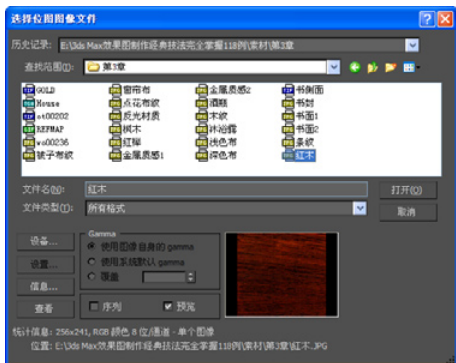 选择位图图像文件
历史记录: E:\3ds Max效果图制作经典技法完全掌握118例\素材\第3章
查找范围(I): 第3章
GOLD 窗帘布 金属质感2 书侧面
House 点花布纹 酒瓶 书封
ot00202 反光材质 木纹 书面1
REFMAP 枫木 沐浴露 书面2
wo00236 红樱 浅色布 条纹
被子布纹 金属质感1 深色布 红木
文件名(N): 红木 打开(O)
文件类型(T): 所有格式 取消
设备... Gamma
使用图像自身的 gamma
设置... 使用系统默认 gamma
信息... 覆盖
查看 序列 预览
统计信息: 256x241, RGB 颜色 8 位/通道 - 单个图像
位置: E:\3ds Max效果图制作经典技法完全掌握118例\素材\第3章\红木.JPG